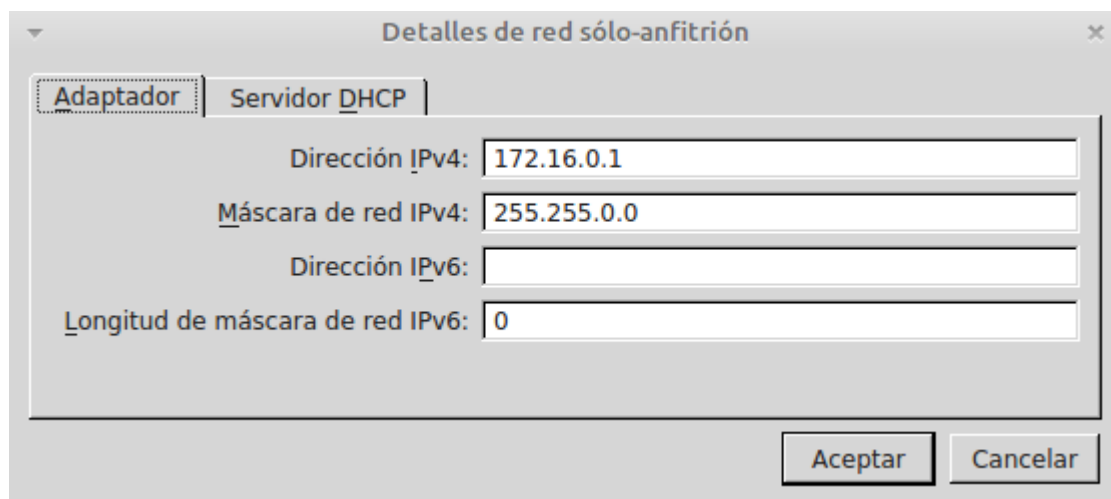 Detalles de red sólo-anfitrión
Adaptador Servidor DHCP
Dirección IPv4: 172.16.0.1
Máscara de red IPv4: 255.255.0.0
Dirección IPv6:
Longitud de máscara de red IPv6: 0
Aceptar Cancelar